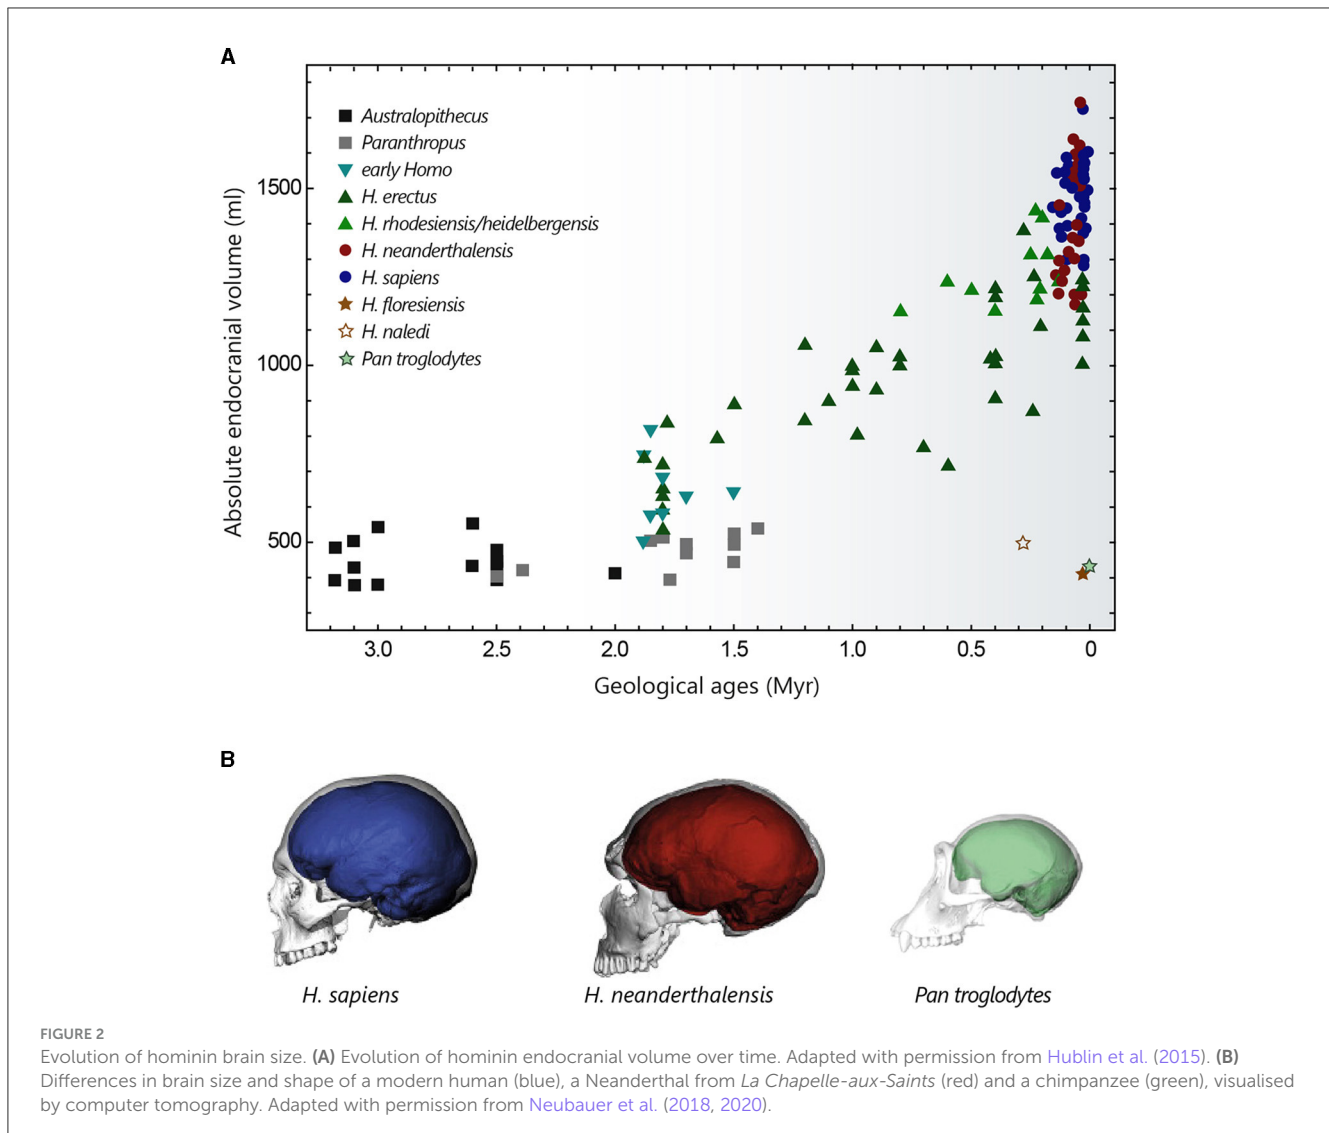 A
Absolute endocranial volume (ml)
1500
1000
500
Australopithecus
Paranthropus
early Homo
H. erectus
H. rhodesiensis/heidelbergensis
H. neanderthalensis
H. sapiens
H. floresiensis
H. naledi
Pan troglodytes
3.0 2.5 2.0 1.5 1.0 0.5 0
Geological ages (Myr)
B
H. sapiens H. neanderthalensis Pan troglodytes
FIGURE 2
Evolution of hominin brain size. (A) Evolution of hominin endocranial volume over time. Adapted with permission from Hublin et al. (2015). (B)
Differences in brain size and shape of a modern human (blue), a Neanderthal from La Chapelle-aux-Saints (red) and a chimpanzee (green), visualised
by computer tomography. Adapted with permission from Neubauer et al. (2018, 2020).